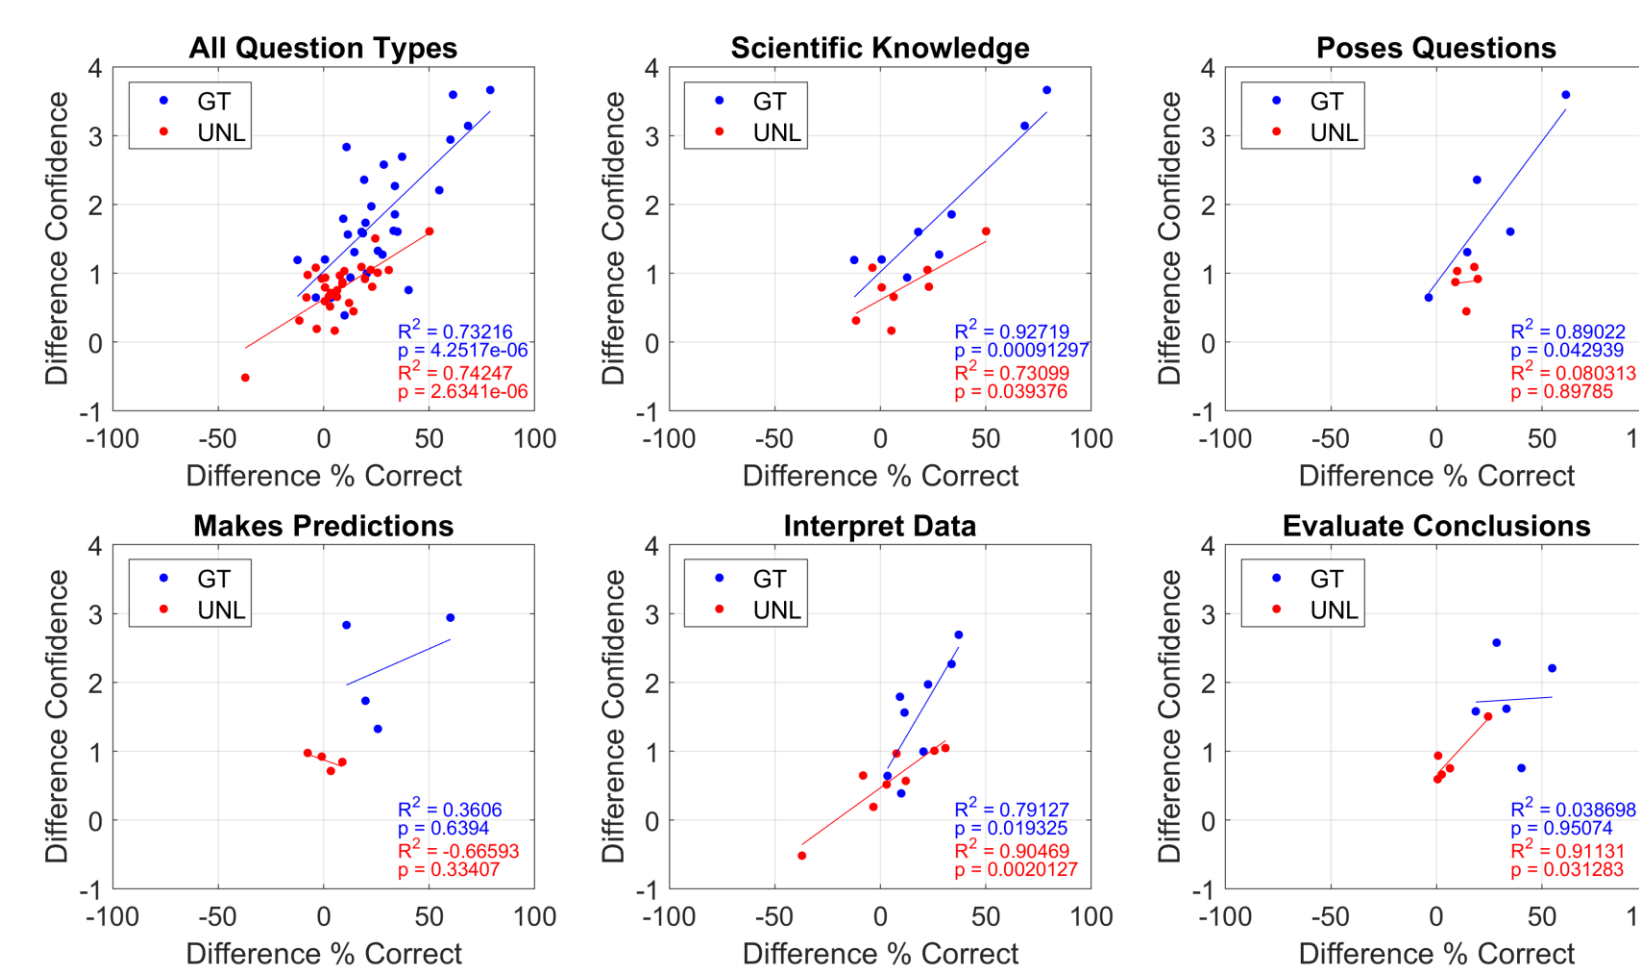 All Question Types
4
3
2
1
0
-1
-100
-50
0
50
100
Difference Confidence
Difference % Correct
GT
UNL
R2 = 0.73216
p = 4.2517e-06
R2 = 0.74247
p = 2.6341e-06
Scientific Knowledge
4
3
2
1
0
-1
-100
-50
0
50
100
Difference Confidence
Difference % Correct
GT
UNL
R2 = 0.92719
p = 0.00091297
R2 = 0.73099
p = 0.039376
Poses Questions
4
3
2
1
0
-1
-100
-50
0
50
Difference Confidence
Difference % Correct
GT
UNL
R2 = 0.89022
p = 0.042939
R2 = 0.080313
p = 0.89785
Makes Predictions
4
3
2
1
0
-1
-100
-50
0
50
100
Difference Confidence
Difference % Correct
GT
UNL
R2 = 0.3606
p = 0.6394
R2 = -0.66593
p = 0.33407
Interpret Data
4
3
2
1
0
-1
-100
-50
0
50
100
Difference Confidence
Difference % Correct
GT
UNL
R2 = 0.79127
p = 0.019325
R2 = 0.90469
p = 0.0020127
Evaluate Conclusions
4
3
2
1
0
-1
-100
-50
0
50
Difference Confidence
Difference % Correct
GT
UNL
R2 = 0.038698
p = 0.95074
R2 = 0.91131
p = 0.031283